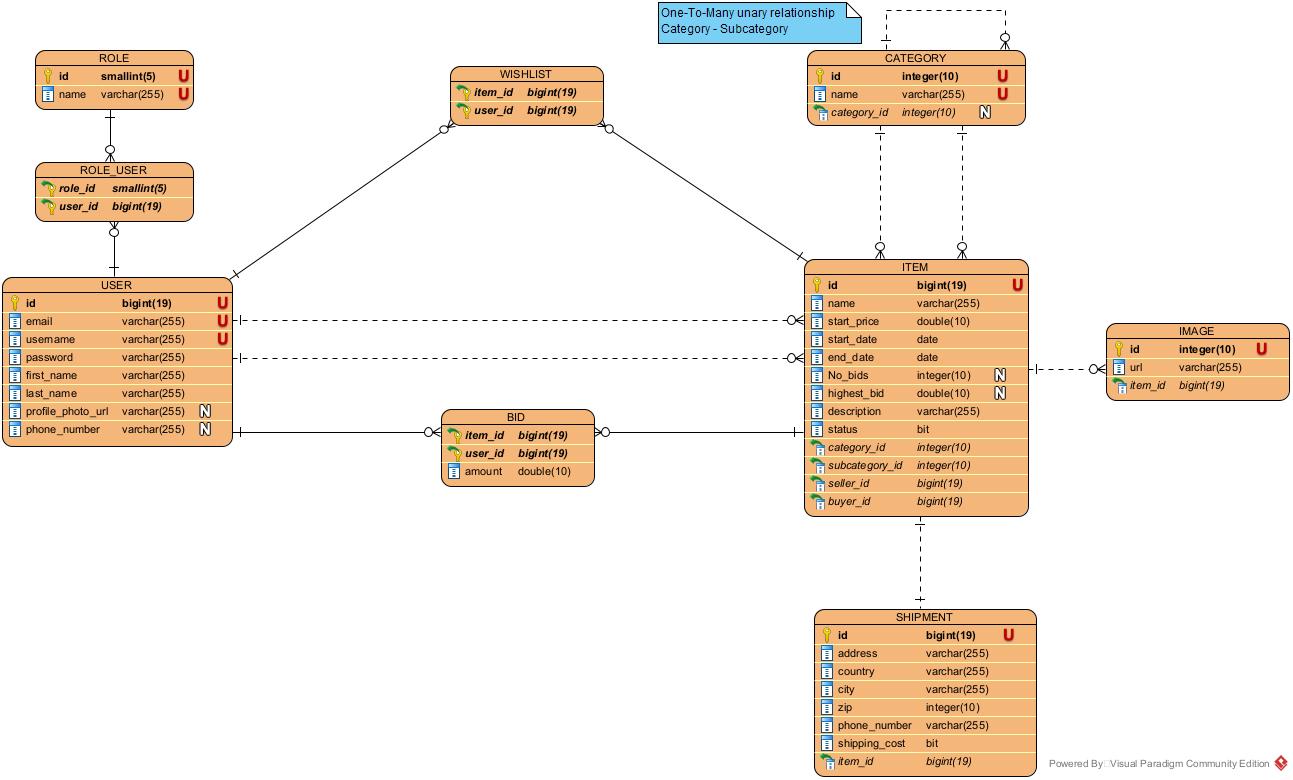 One-To-Many unary relationship
Category - Subcategory
ROLE
id smallint(5) U
name varchar(255) U
ROLE_USER
role_id smallint(5)
user_id bigint(19)
WISHLIST
item_id bigint(19)
user_id bigint(19)
CATEGORY
id integer(10) U
name varchar(255) U
category_id integer(10) N
USER
id bigint(19) U
email varchar(255) U
username varchar(255) U
password varchar(255)
first_name varchar(255)
last_name varchar(255)
profile_photo_url varchar(255) N
phone_number varchar(255) N
BID
item_id bigint(19)
user_id bigint(19)
amount double(10)
ITEM
id bigint(19) U
name varchar(255)
start_price double(10)
start_date date
end_date date
No_bids integer(10) N
highest_bid double(10) N
description varchar(255)
status bit
category_id integer(10)
subcategory_id integer(10)
seller_id bigint(19)
buyer_id bigint(19)
IMAGE
id integer(10) U
url varchar(255)
item_id bigint(19)
SHIPMENT
id bigint(19) U
address varchar(255)
country varchar(255)
city varchar(255)
zip integer(10)
phone_number varchar(255)
shipping_cost bit
item_id bigint(19)
Powered By Visual Paradigm Community Edition